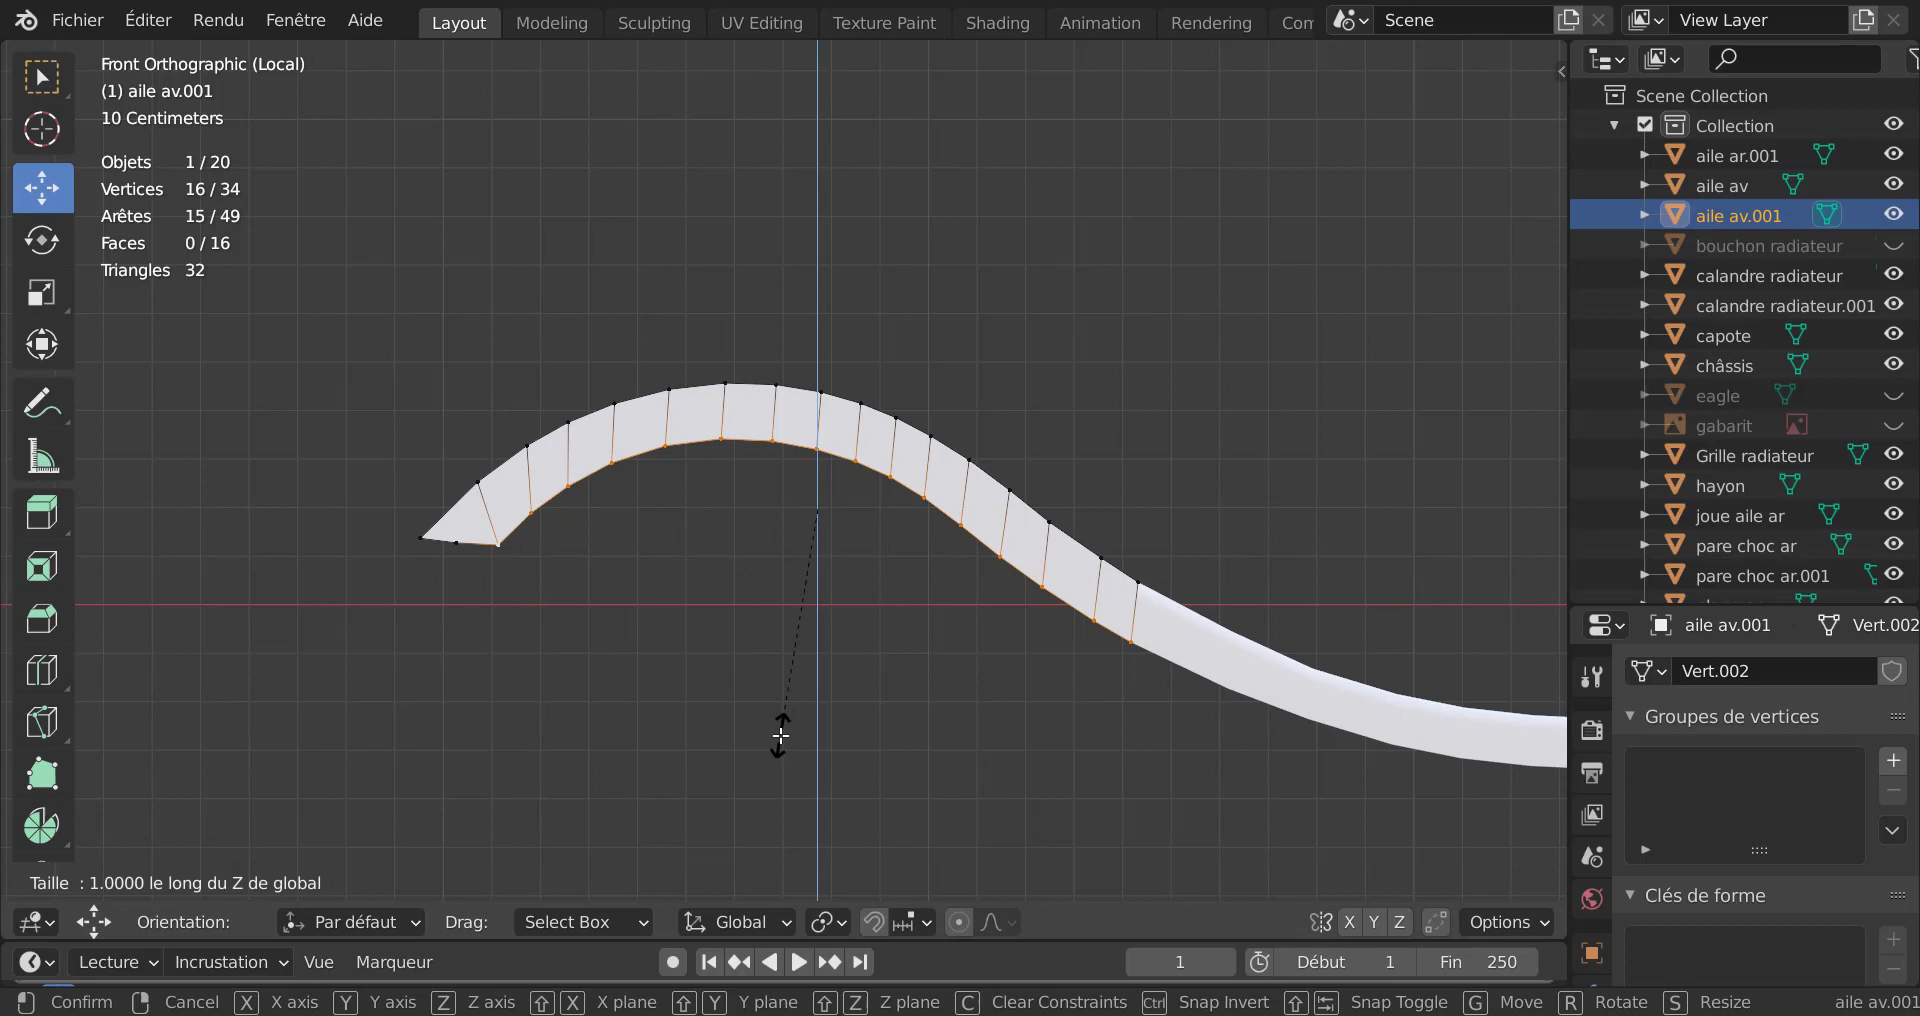 Fichier Éditer Rendu Fenêtre Aide Layout Modeling Sculpting UV Editing Texture Paint Shading Animation Rendering Scene View Layer
Front Orthographic (Local)
(1) aile av.001
10 Centimeters
Objets 1 / 20
Vertices 16 / 34
Arêtes 15 / 49
Faces 0 / 16
Triangles 32
Scene Collection
Collection
aile ar.001
aile av
aile av.001
bouchon radiateur
calandre radiateur
calandre radiateur.001
capote
châssis
eagle
gabarit
Grille radiateur
hayon
joue aile ar
pare choc ar
pare choc ar.001
aile av.001 Vert.002
Vert.002
Groupes de vertices
Clés de forme
Taille : 1.0000 le long du Z de global
Orientation: Par défaut Drag: Select Box Global X Y Z Options
Lecture Incrustation Vue Marqueur 1 Début 1 Fin 250
Confirm Cancel X X axis Y Y axis Z Z axis X X plane Y Y plane Z Z plane C Clear Constraints Ctrl Snap Invert Snap Toggle G Move R Rotate S Resize aile av.001